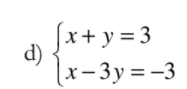 d) { x + y = 3
x - 3y = -3